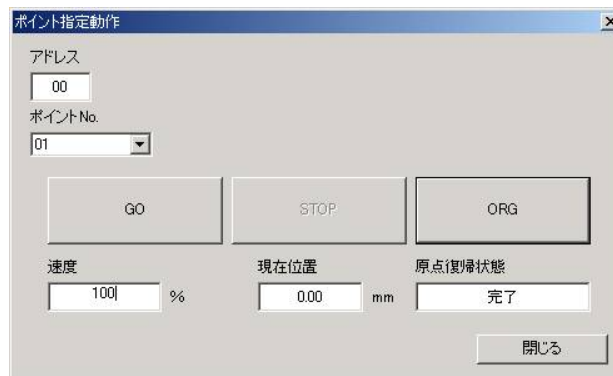 ポイント指定動作
アドレス
00
ポイントNo.
01
GO STOP ORG
速度 現在位置 原点復帰状態
100 % 0.00 mm 完了
閉じる